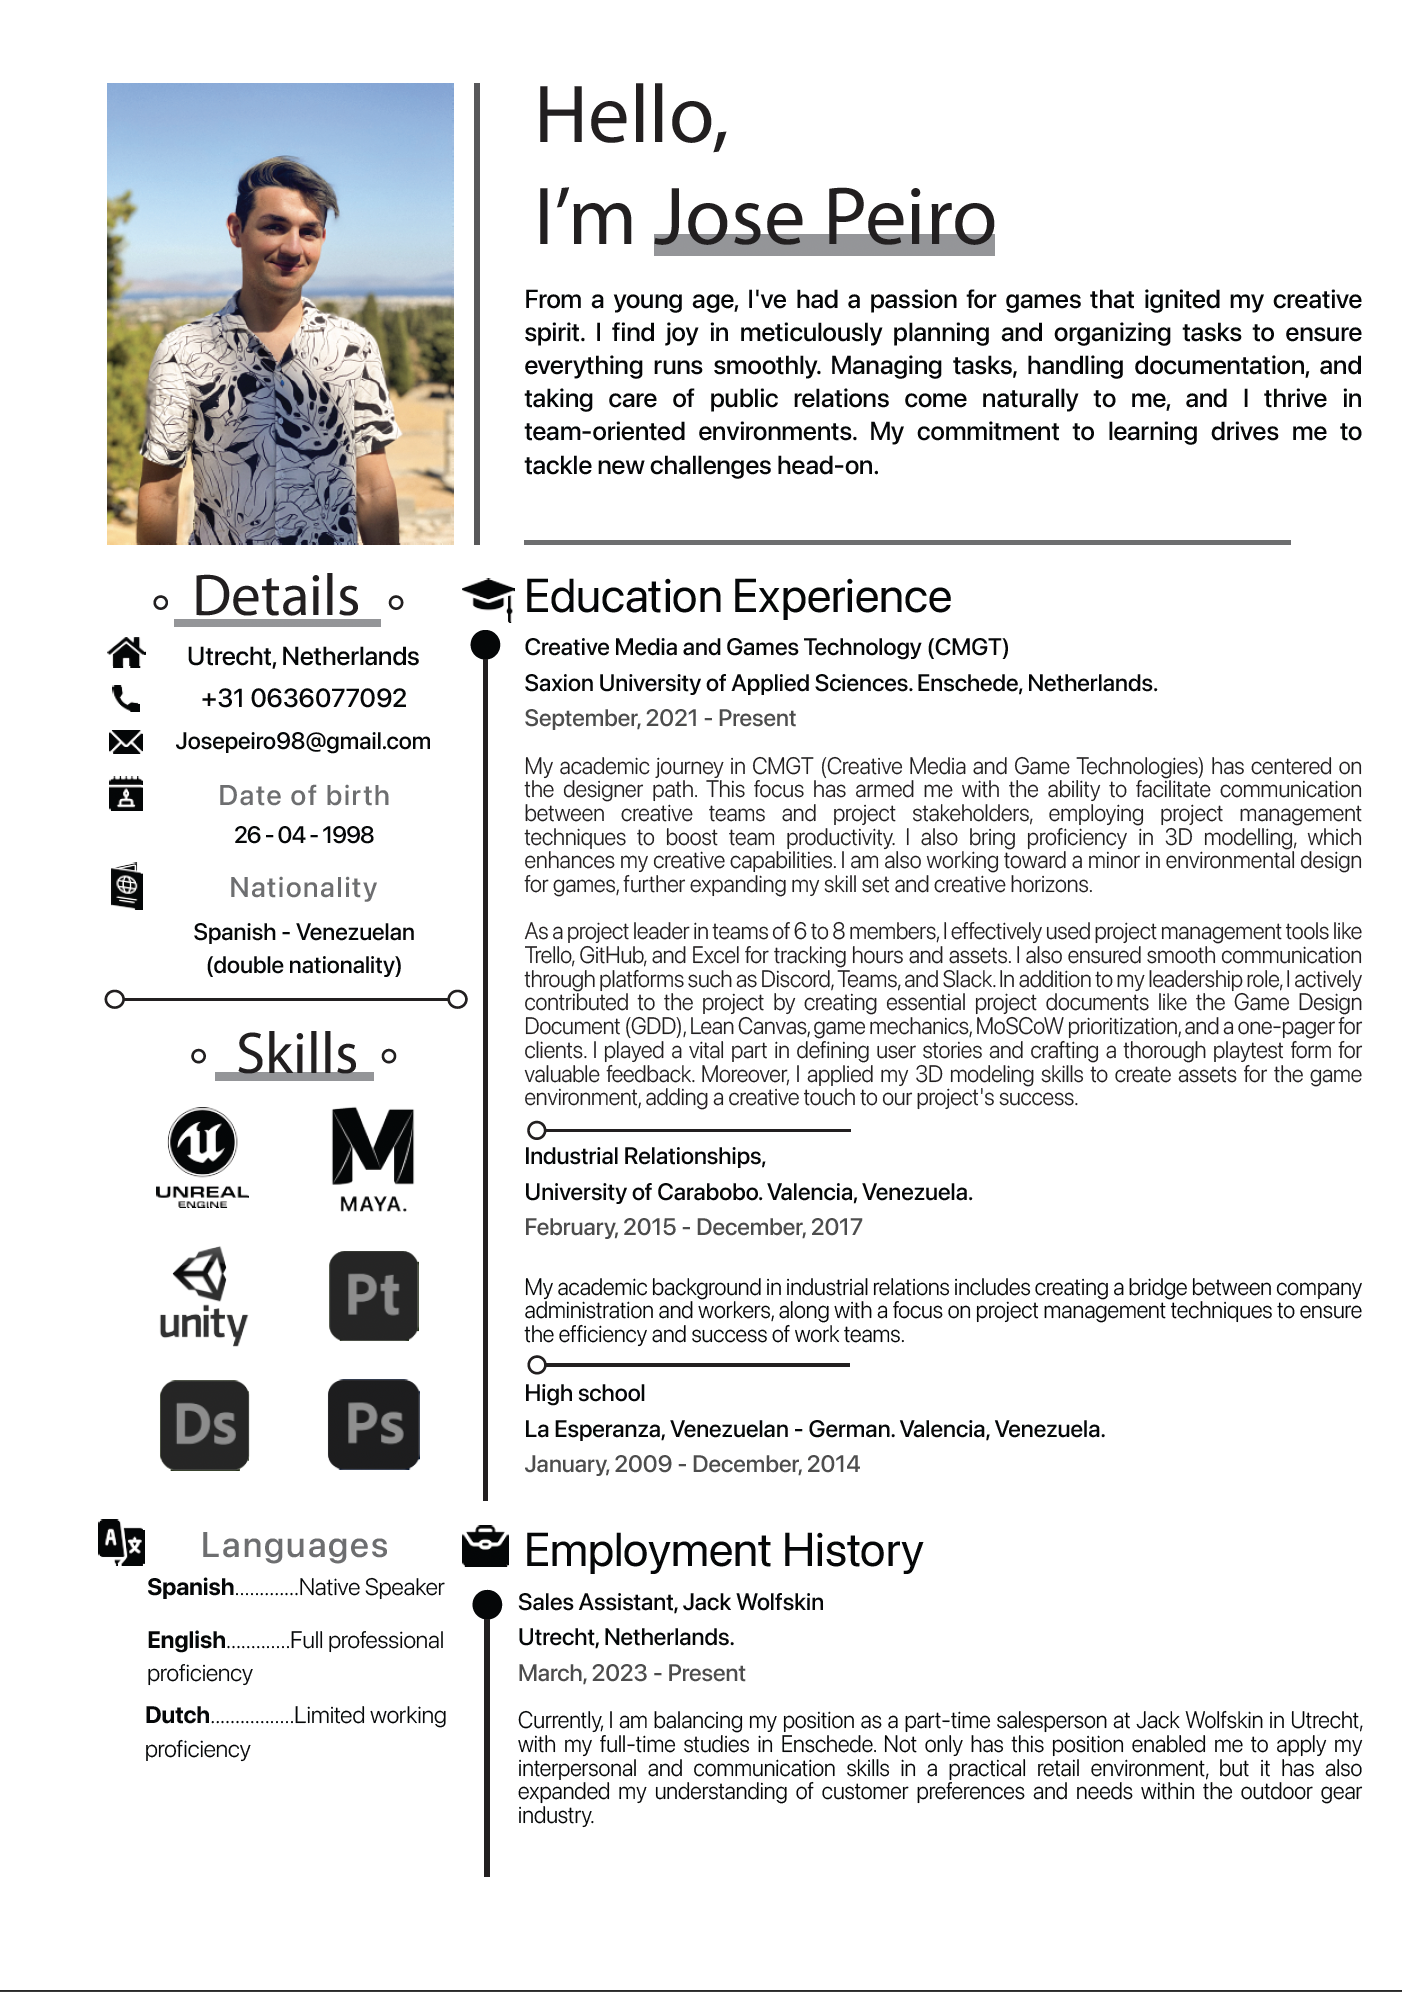 Hello,
I’m Jose Peiro
From a young age, I've had a passion for games that ignited my creative
spirit. I find joy in meticulously planning and organizing tasks to ensure
everything runs smoothly. Managing tasks, handling documentation, and
taking care of public relations come naturally to me, and I thrive in
team-oriented environments. My commitment to learning drives me to
tackle new challenges head-on.
Details
Utrecht, Netherlands
+31 0636077092
Josepeiro98@gmail.com
Date of birth
26 - 04 - 1998
Nationality
Spanish - Venezuelan
(double nationality)
Skills
UNREAL
ENGINE
M
MAYA.
unity
Pt
Ds
Ps
Languages
Spanish.............Native Speaker
English.............Full professional
proficiency
Dutch.................Limited working
proficiency
Education Experience
Creative Media and Games Technology (CMGT)
Saxion University of Applied Sciences. Enschede, Netherlands.
September, 2021 - Present
My academic journey in CMGT (Creative Media and Game Technologies) has centered on
the designer path. This focus has armed me with the ability to facilitate communication
between creative teams and project stakeholders, employing project management
techniques to boost team productivity. I also bring proficiency in 3D modelling, which
enhances my creative capabilities. I am also working toward a minor in environmental design
for games, further expanding my skill set and creative horizons.
As a project leader in teams of 6 to 8 members, I effectively used project management tools like
Trello, GitHub, and Excel for tracking hours and assets. I also ensured smooth communication
through platforms such as Discord, Teams, and Slack. In addition to my leadership role, I actively
contributed to the project by creating essential project documents like the Game Design
Document (GDD), Lean Canvas, game mechanics, MoSCoW prioritization, and a one-pager for
clients. I played a vital part in defining user stories and crafting a thorough playtest form for
valuable feedback. Moreover, I applied my 3D modeling skills to create assets for the game
environment, adding a creative touch to our project's success.
Industrial Relationships,
University of Carabobo. Valencia, Venezuela.
February, 2015 - December, 2017
My academic background in industrial relations includes creating a bridge between company
administration and workers, along with a focus on project management techniques to ensure
the efficiency and success of work teams.
High school
La Esperanza, Venezuelan - German. Valencia, Venezuela.
January, 2009 - December, 2014
Employment History
Sales Assistant, Jack Wolfskin
Utrecht, Netherlands.
March, 2023 - Present
Currently, I am balancing my position as a part-time salesperson at Jack Wolfskin in Utrecht,
with my full-time studies in Enschede. Not only has this position enabled me to apply my
interpersonal and communication skills in a practical retail environment, but it has also
expanded my understanding of customer preferences and needs within the outdoor gear
industry.